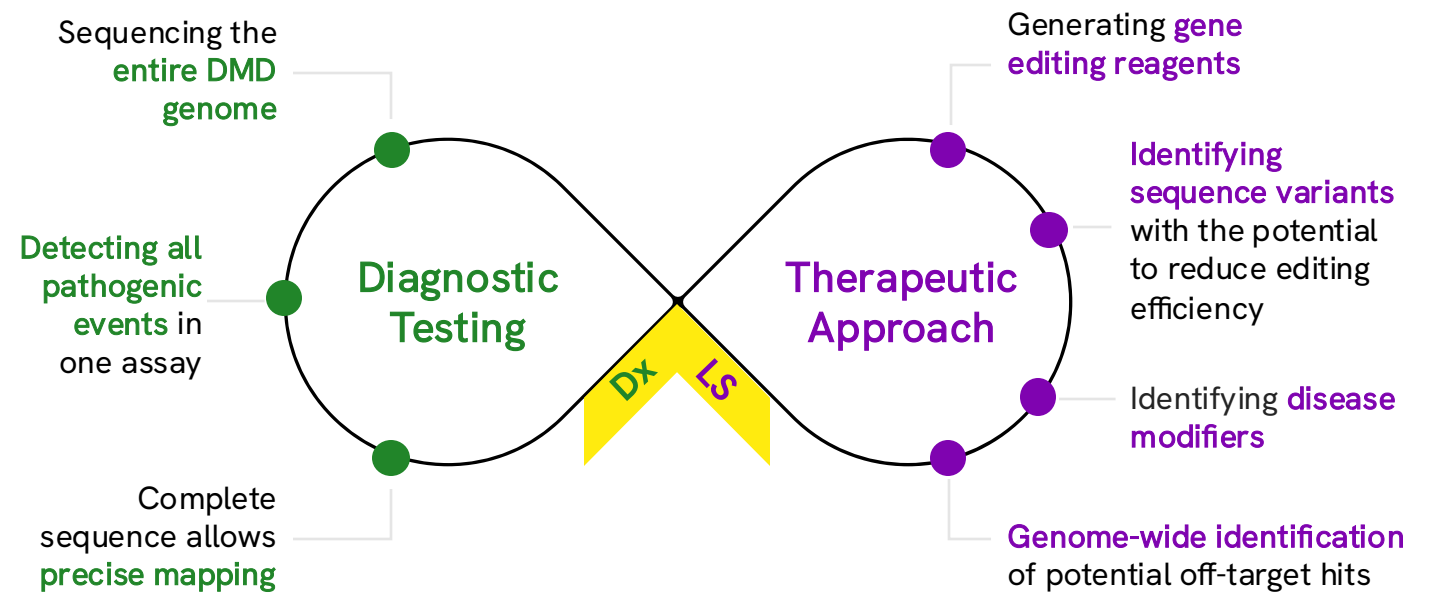 Sequencing the
entire DMD
genome
Detecting all
pathogenic
events in
one assay
Complete
sequence allows
precise mapping
Diagnostic
Testing
Dx
LS
Therapeutic
Approach
Generating gene
editing reagents
Identifying
sequence variants
with the potential
to reduce editing
efficiency
Identifying disease
modifiers
Genome-wide identification
of potential off-target hits